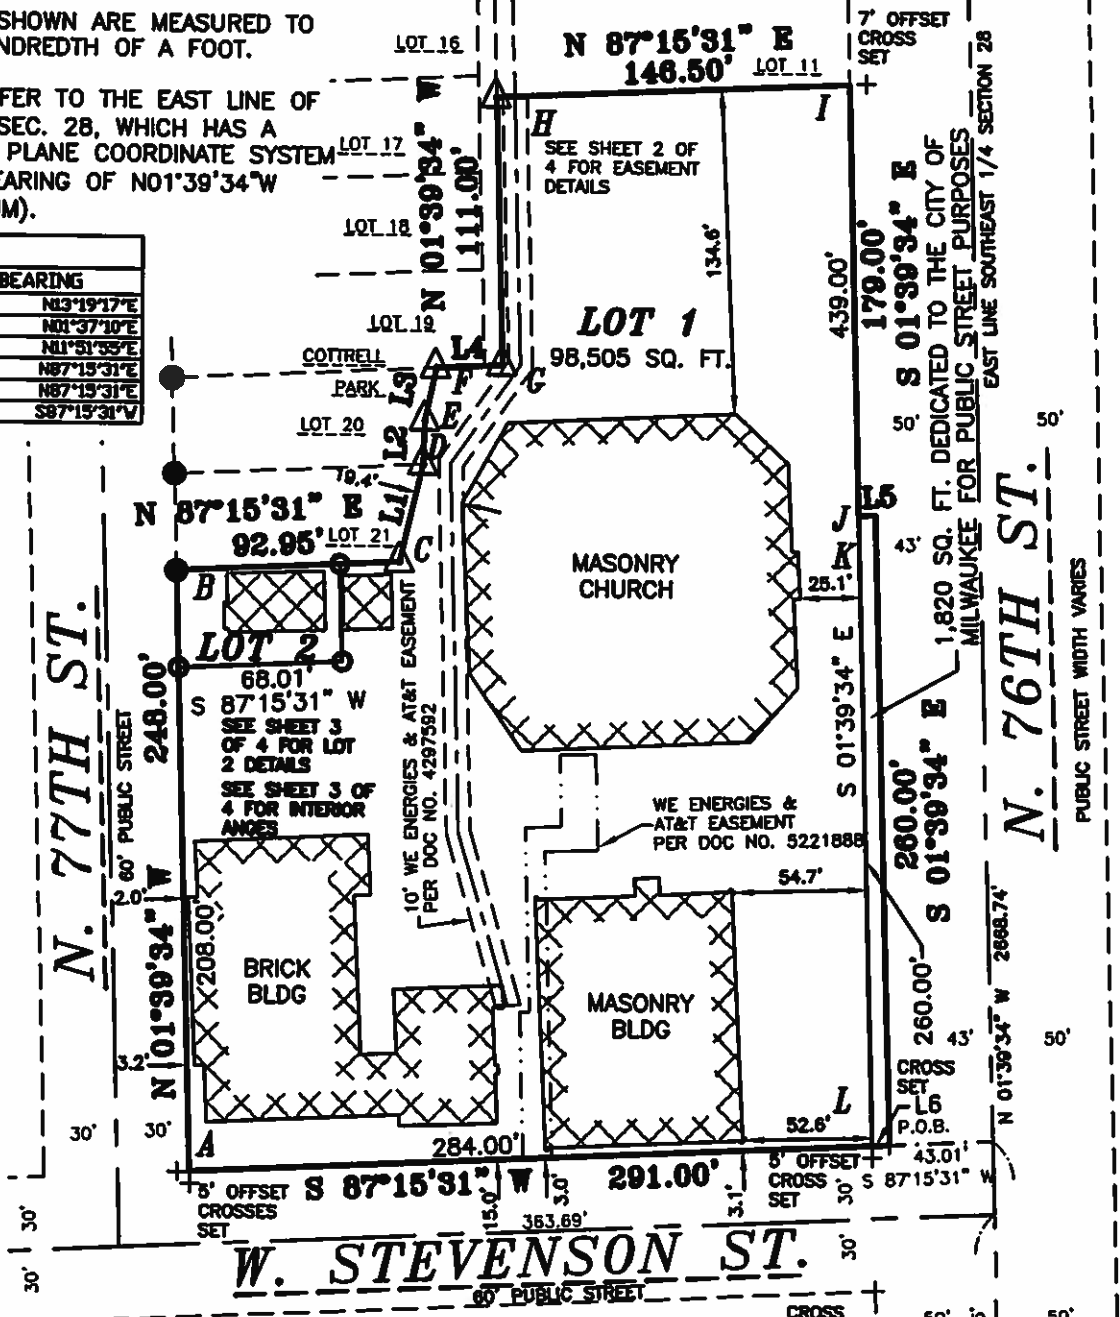 SHOWN ARE MEASURED TO
NDREDTH OF A FOOT.
FER TO THE EAST LINE OF
SEC. 28, WHICH HAS A
PLANE COORDINATE SYSTEM
EARING OF N01°39'34"W
UM).
BEARING
N13°19'17"E
N01°37'10"E
N11°51'55"E
N87°15'31"E
N87°15'31"E
S87°15'31"W
LOT 16
LOT 17
LOT 18
LOT 19
COTTRELL
PARK
LOT 20
LOT 21
N 87°15'31" E
146.50'
LOT 11
7' OFFSET
CROSS
SET
N 01°39'34" W
111.00'
H
I
SEE SHEET 2 OF
4 FOR EASEMENT
DETAILS
134.6'
439.00'
179.00'
S 01°39'34" E
LOT 1
98,505 SQ. FT.
L4
F
G
L3
E
L2
D
19.4'
L1
C
N 87°15'31" E
92.95'
B
LOT 2
68.01'
S 87°15'31" W
SEE SHEET 3
OF 4 FOR LOT
2 DETAILS
SEE SHEET 3 OF
4 FOR INTERIOR
ANGES
MASONRY
CHURCH
25.1'
J
K
L5
50'
43'
50'
1,820 SQ. FT. DEDICATED TO THE CITY OF
MILWAUKEE FOR PUBLIC STREET PURPOSES
EAST LINE SOUTHEAST 1/4 SECTION 28
N. 76TH ST.
PUBLIC STREET WIDTH VARIES
N. 77TH ST.
60' PUBLIC STREET
248.00'
N 01°39'34" W
208.00'
2.0'
3.2'
10' WE ENERGIES & AT&T EASEMENT
PER DOC NO. 4297592
WE ENERGIES &
AT&T EASEMENT
PER DOC NO. 5221888
S 01°39'34" E
260.00'
S 01°39'34" E
54.7'
260.00'
BRICK
BLDG
MASONRY
BLDG
N 01°39'34" W 2668.74'
43'
50'
CROSS
SET
L6
P.O.B.
L
52.6'
43.01'
S 87°15'31" W
30'
30'
A
284.00'
S 87°15'31" W
291.00'
5' OFFSET
CROSSES
SET
5' OFFSET
CROSS
SET
15.0'
3.0'
3.1'
30'
363.69'
30'
30'
30'
W. STEVENSON ST.
60' PUBLIC STREET
CROSS
50'
50'